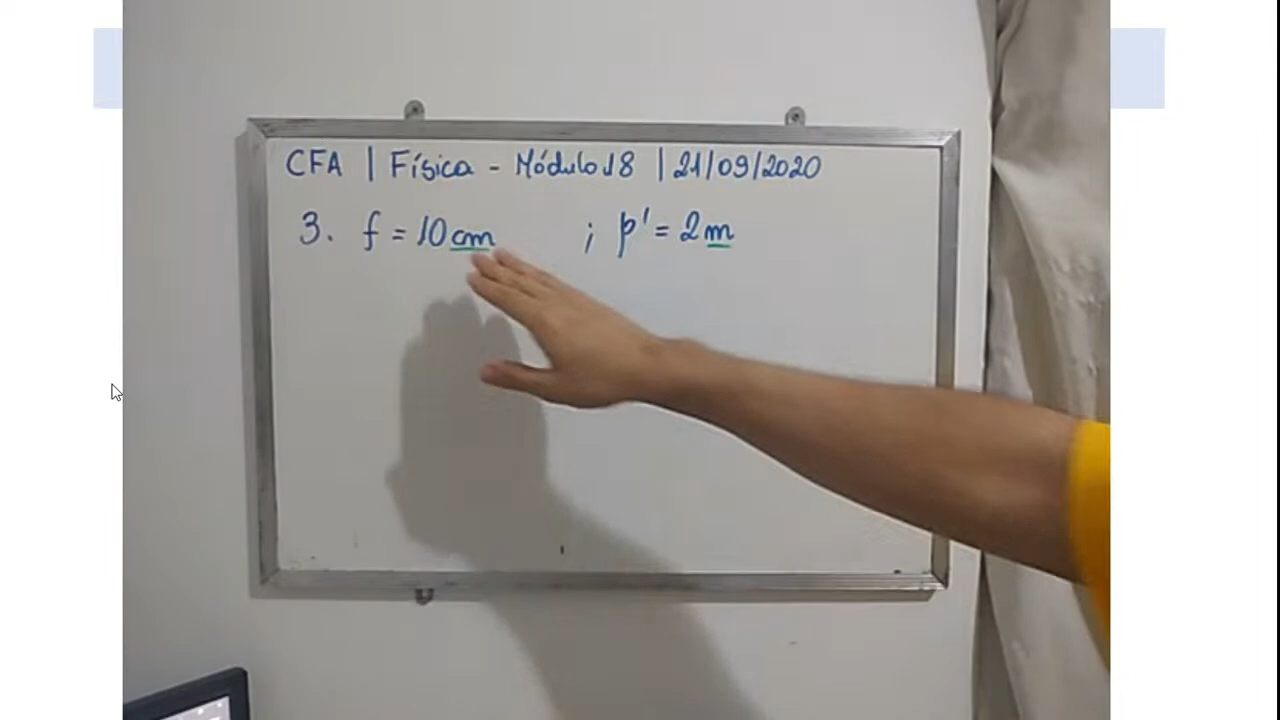 CFA | Física - Módulo 18 | 21/09/2020
3. f = 10 cm ; p' = 2 m